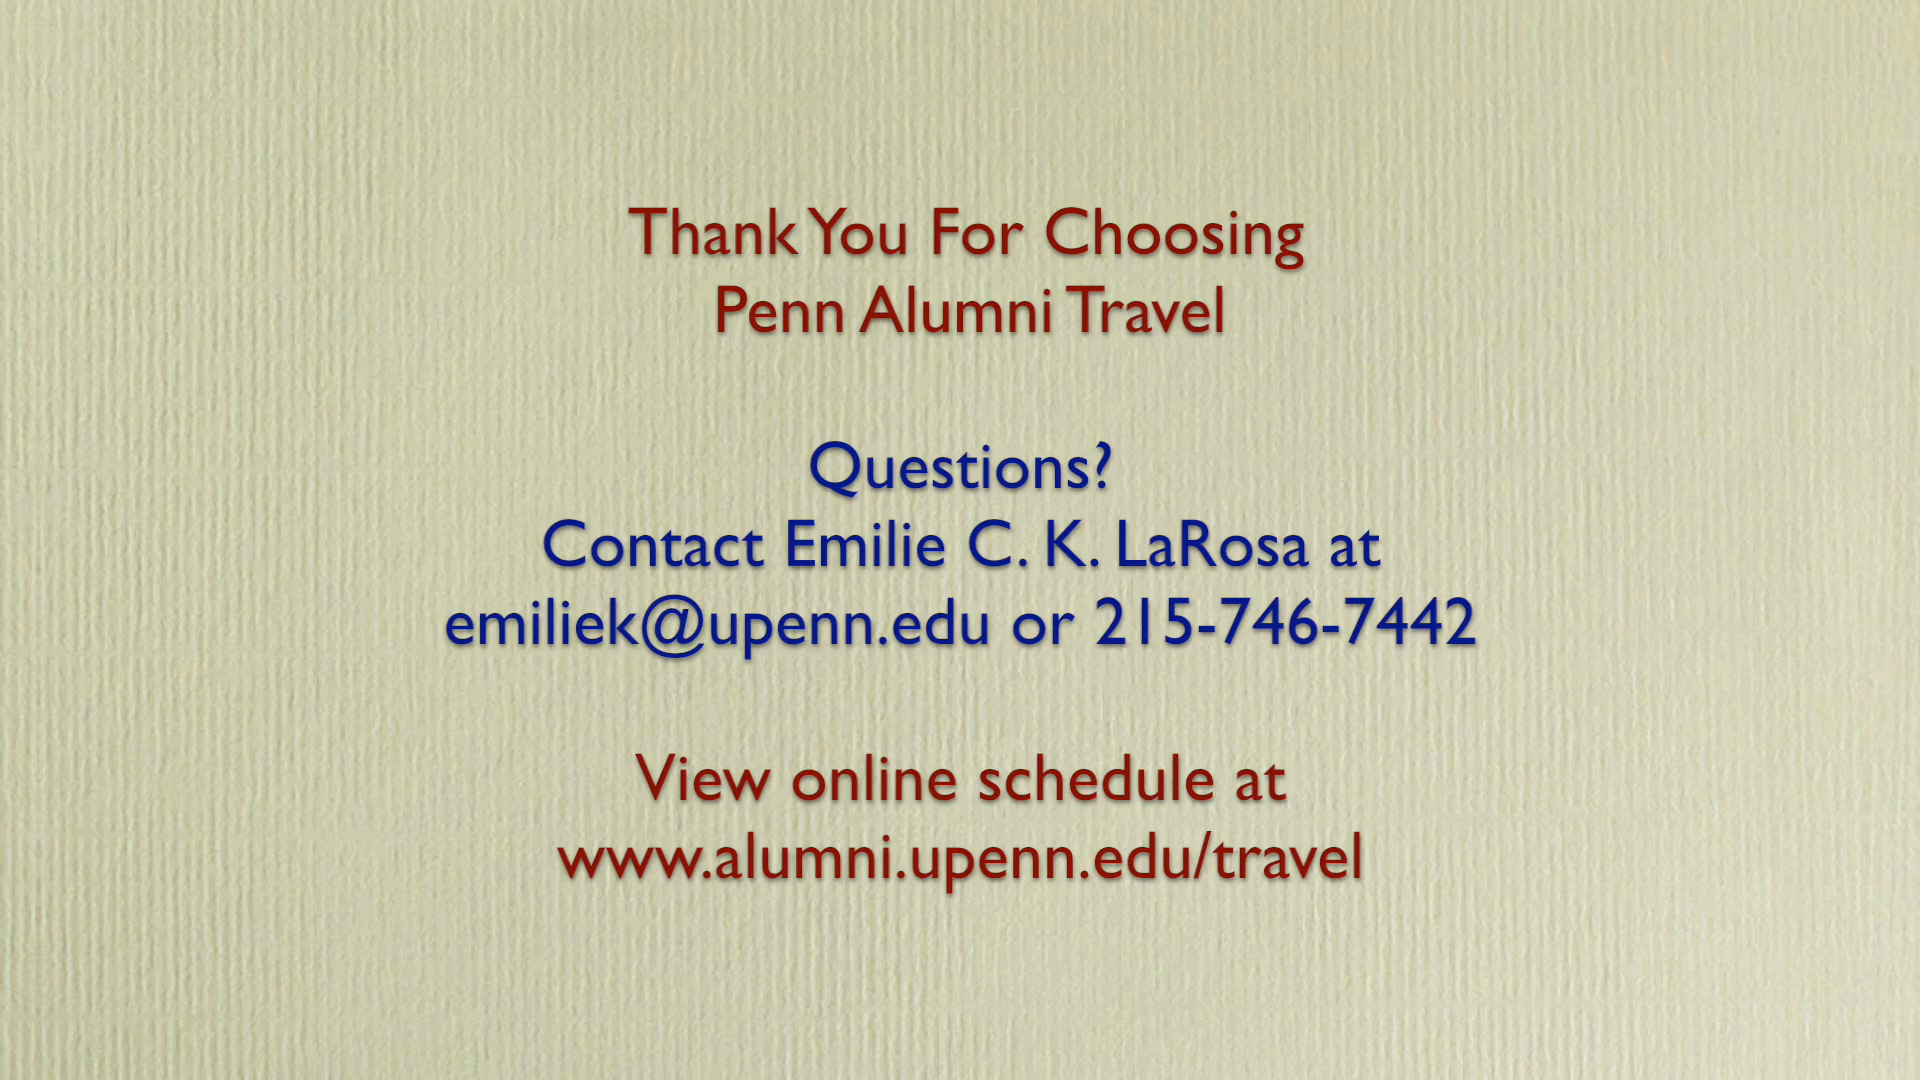 Thank You For Choosing
Penn Alumni Travel
Questions?
Contact Emilie C. K. LaRosa at
emiliek@upenn.edu or 215-746-7442
View online schedule at
www.alumni.upenn.edu/travel